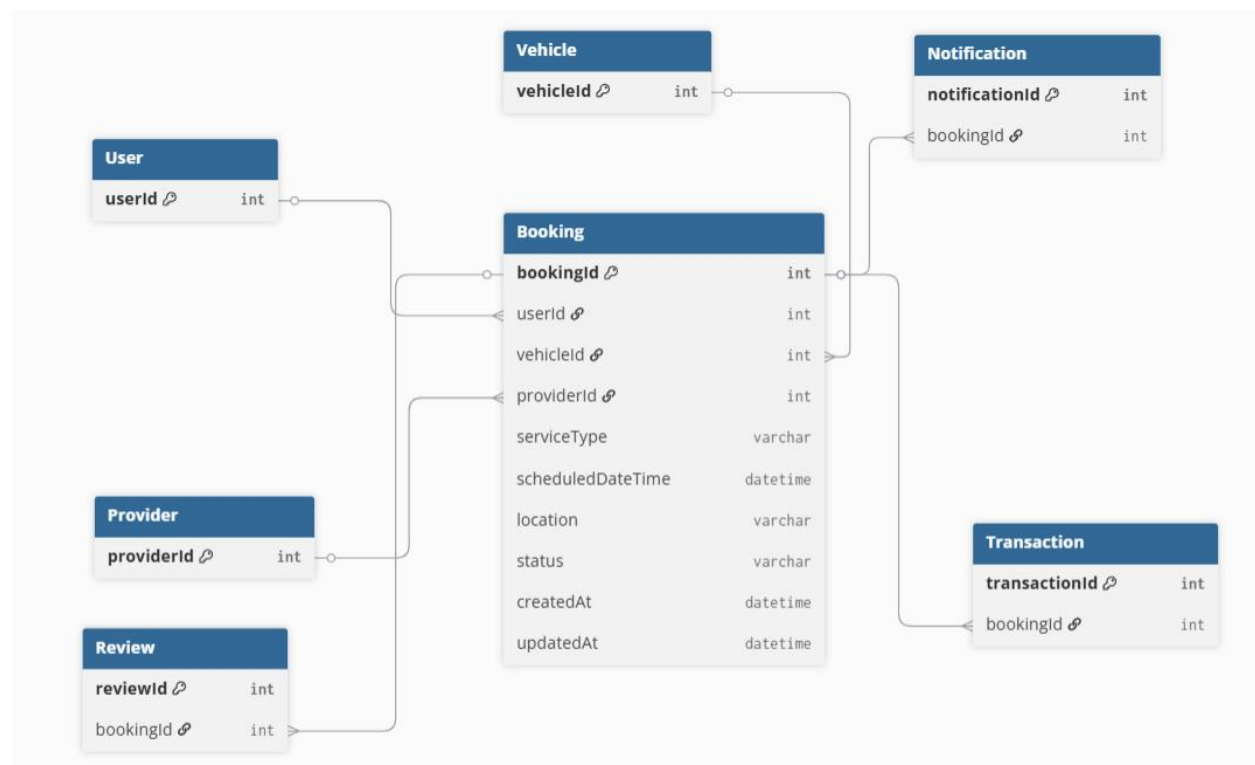 Vehicle
vehicleId int
Notification
notificationId int
bookingId int
User
userId int
Booking
bookingId int
userId int
vehicleId int
providerId int
serviceType varchar
scheduledDateTime datetime
location varchar
status varchar
createdAt datetime
updatedAt datetime
Provider
providerId int
Transaction
transactionId int
bookingId int
Review
reviewId int
bookingId int